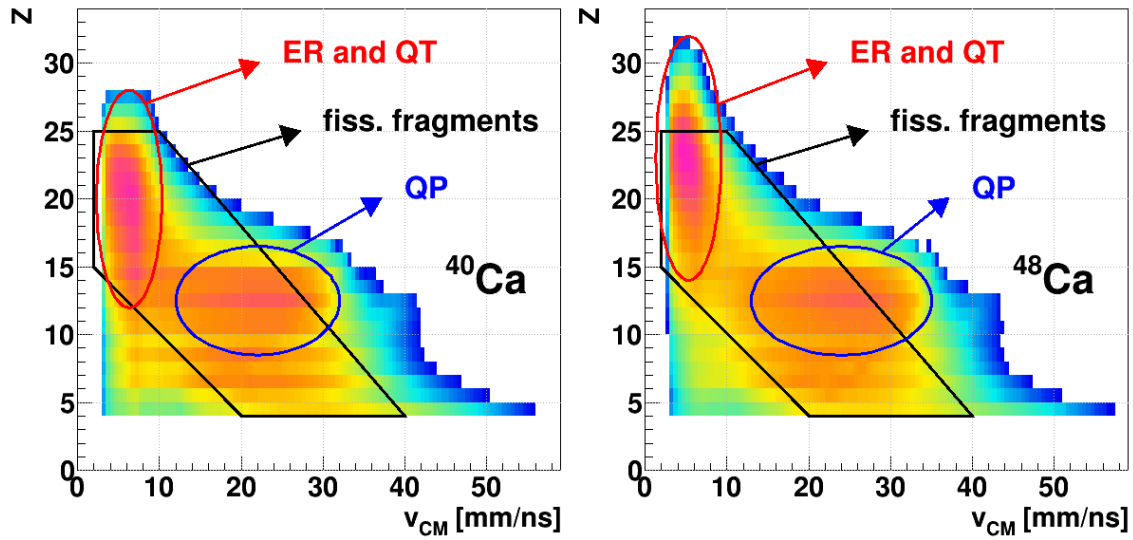 Z
30
25
20
15
10
5
0
ER and QT
fiss. fragments
QP
⁴⁰Ca
0 10 20 30 40 50
v_CM [mm/ns]
Z
30
25
20
15
10
5
0
ER and QT
fiss. fragments
QP
⁴⁸Ca
0 10 20 30 40 50
v_CM [mm/ns]